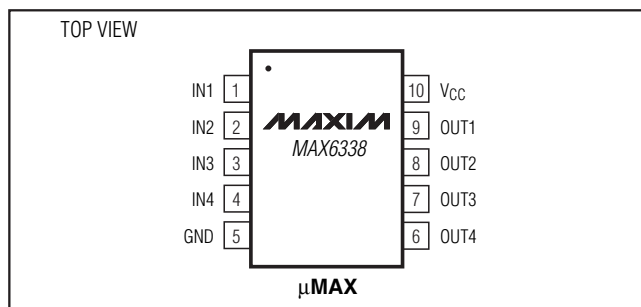 TOP VIEW
IN1 1 10 VCC
IN2 2 MAXIM 9 OUT1
MAX6338
IN3 3 8 OUT2
IN4 4 7 OUT3
GND 5 6 OUT4
μMAX